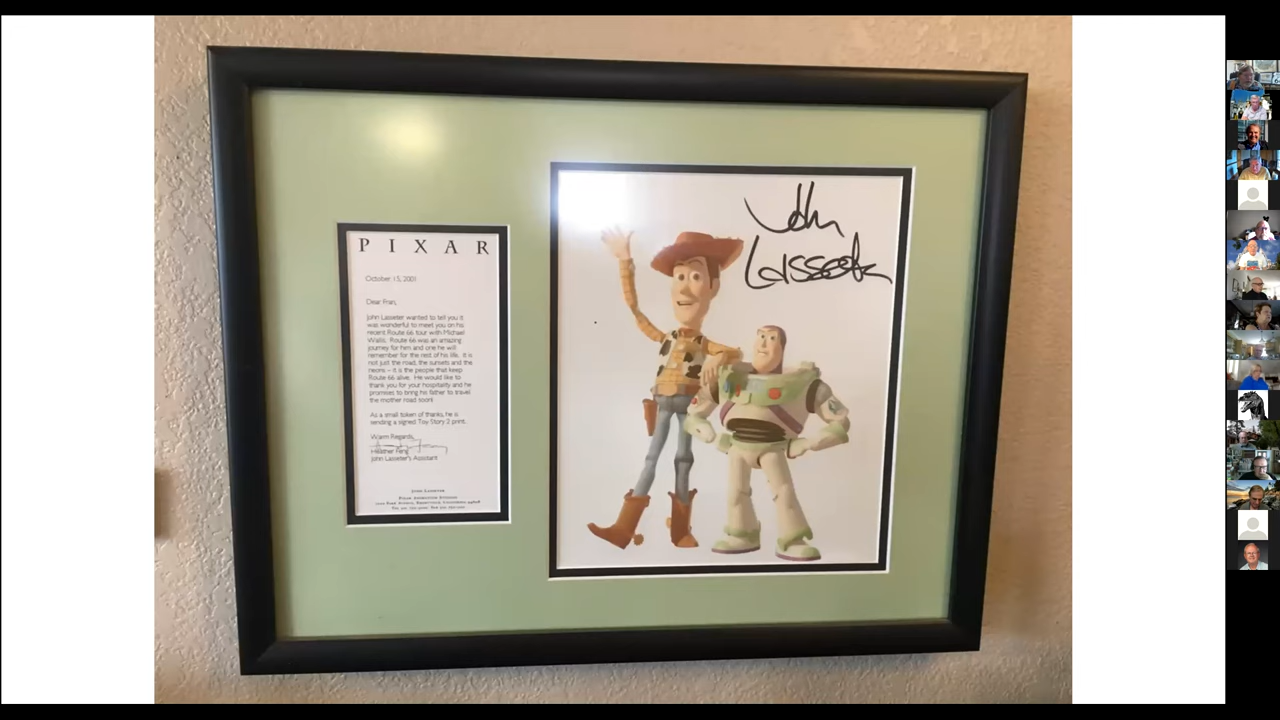 PIXAR
October 15, 2001
Dear Fran,
John Lasseter wanted to tell you it
was wonderful to meet you on his
recent Route 66 tour with Michael
Wallis. Route 66 was an amazing
journey for him and one he will
remember for the rest of his life. It is
not just the road, the sunsets and the
neons – it is the people that keep
Route 66 alive. He would like to
thank you for your hospitality and he
promises to bring his father to travel
the mother road soon!
As a small token of thanks, he is
sending a signed Toy Story 2 print.
Warm Regards,
Heather Feng
John Lasseter's Assistant
John Lasseter
Pixar Animation Studios
John
Lasseter